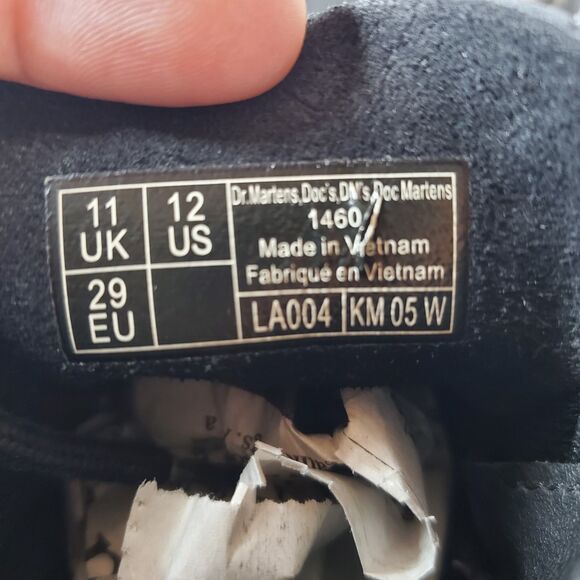 11
UK
12
US
29
EU
Dr.Martens,Doc's,DM's,Doc Martens
1460
Made in Vietnam
Fabriqué en Vietnam
LA004
KM 05 W